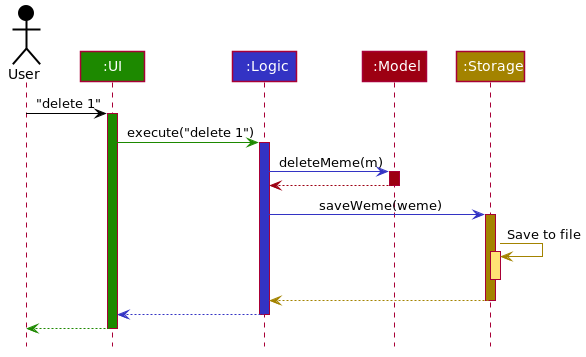 User
:UI
:Logic
:Model
:Storage
"delete 1"
execute("delete 1")
deleteMeme(m)
saveWeme(weme)
Save to file